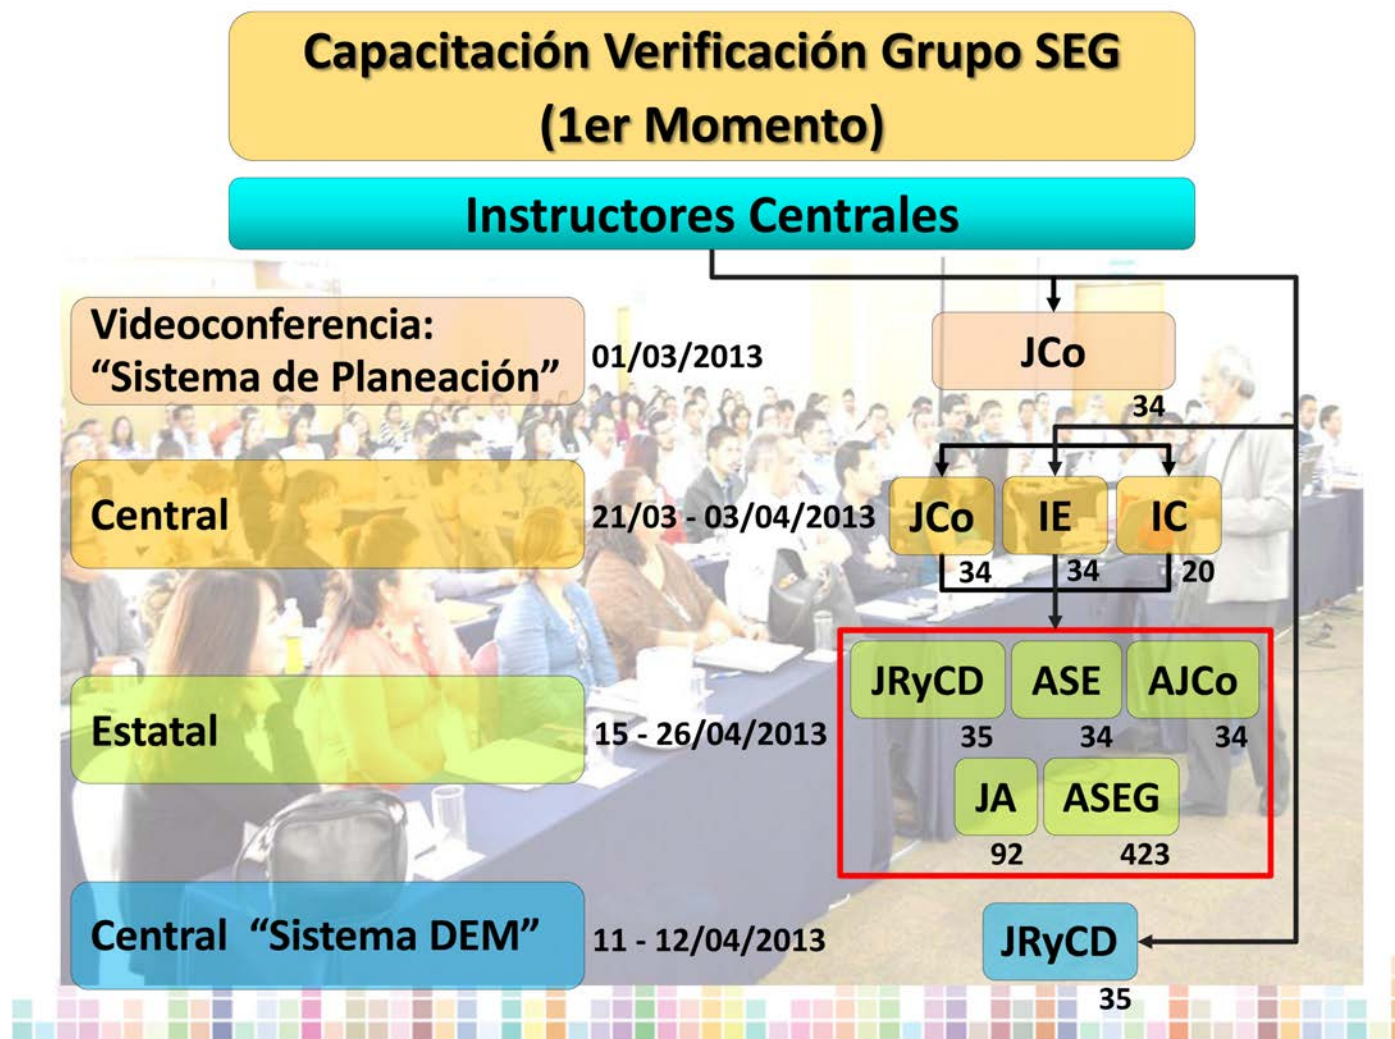 Capacitación Verificación Grupo SEG
(1er Momento)
Instructores Centrales
Videoconferencia:
“Sistema de Planeación”
01/03/2013
JCo
34
Central
21/03 - 03/04/2013
JCo
IE
IC
34
34
20
Estatal
15 - 26/04/2013
JRyCD
ASE
AJCo
35
34
34
JA
ASEG
92
423
Central “Sistema DEM”
11 - 12/04/2013
JRyCD
35